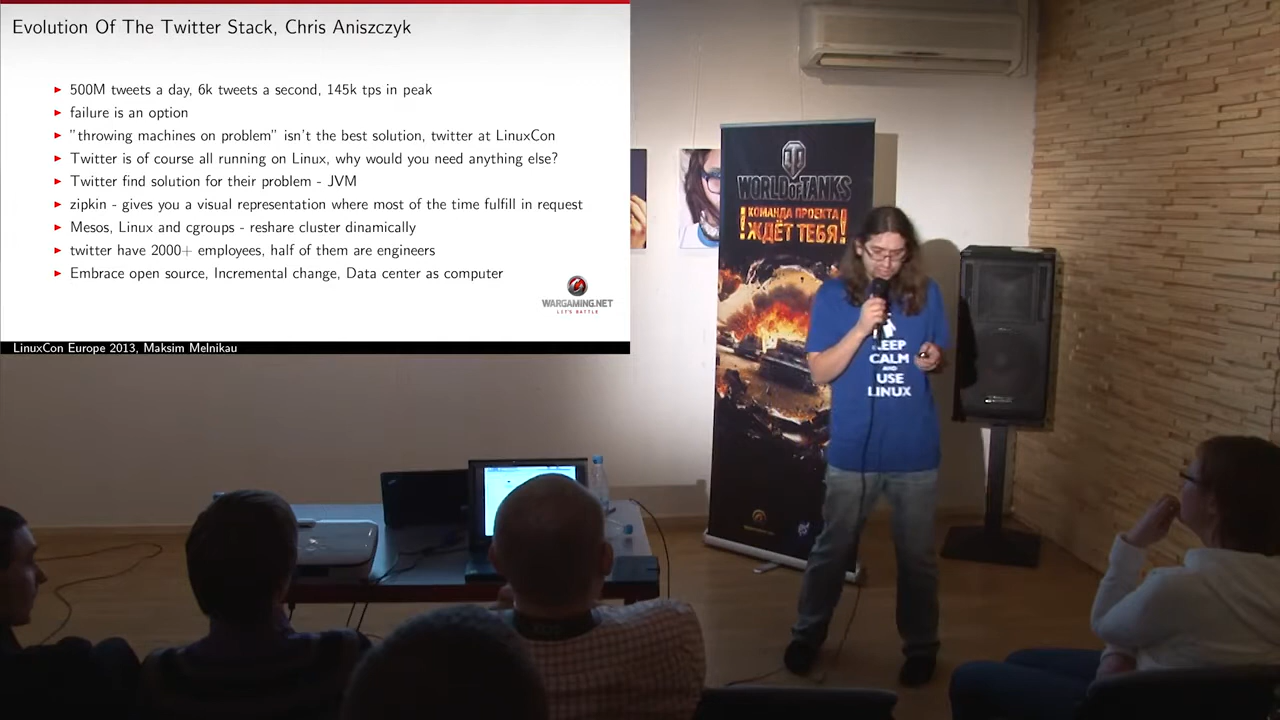 Evolution Of The Twitter Stack, Chris Aniszczyk
500M tweets a day, 6k tweets a second, 145k tps in peak
failure is an option
"throwing machines on problem" isn't the best solution, twitter at LinuxCon
Twitter is of course all running on Linux, why would you need anything else?
Twitter find solution for their problem - JVM
zipkin - gives you a visual representation where most of the time fulfill in request
Mesos, Linux and cgroups - reshare cluster dinamically
twitter have 2000+ employees, half of them are engineers
Embrace open source, Incremental change, Data center as computer
WARGAMING.NET
LET'S BATTLE
LinuxCon Europe 2013, Maksim Melnikau
WORLD OF TANKS
КОМАНДА ПРОЕКТА
ЖДЁТ ТЕБЯ!
KEEP
CALM
AND
USE
LINUX